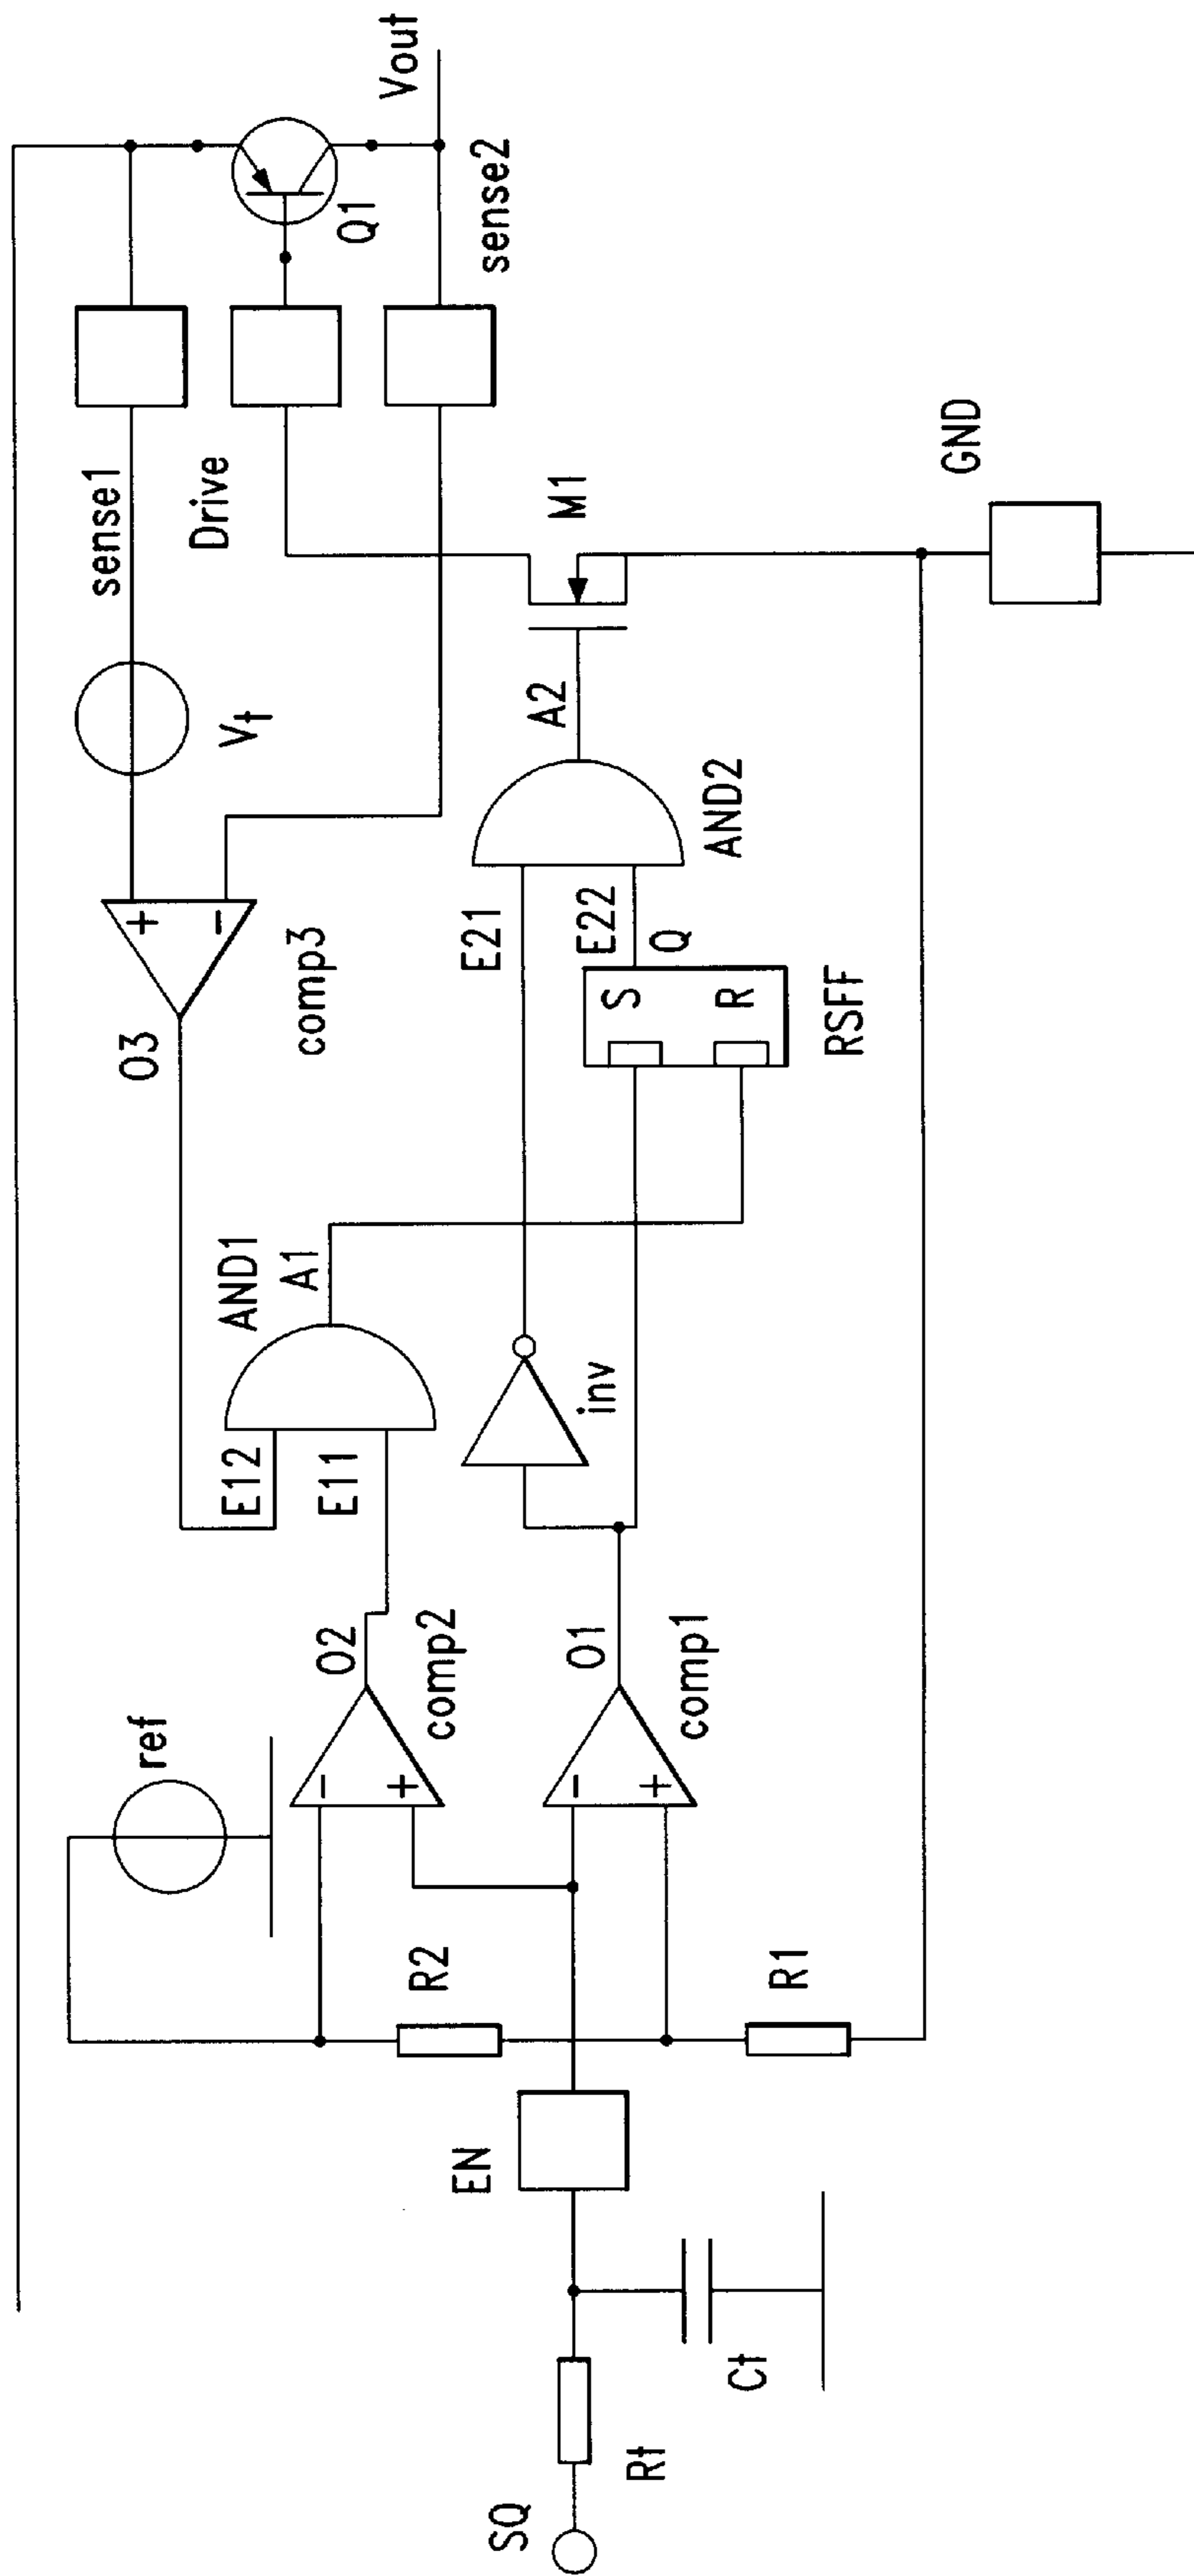 Vout
Q1
sense2
sense1
Drive
GND
M1
Vt
A2
AND2
+
-
comp3
O3
E21
E22
Q
S
R
RSFF
AND1
A1
E12
E11
inv
O2
comp2
O1
comp1
ref
-
+
-
+
R2
R1
EN
Ct
Rt
SQ